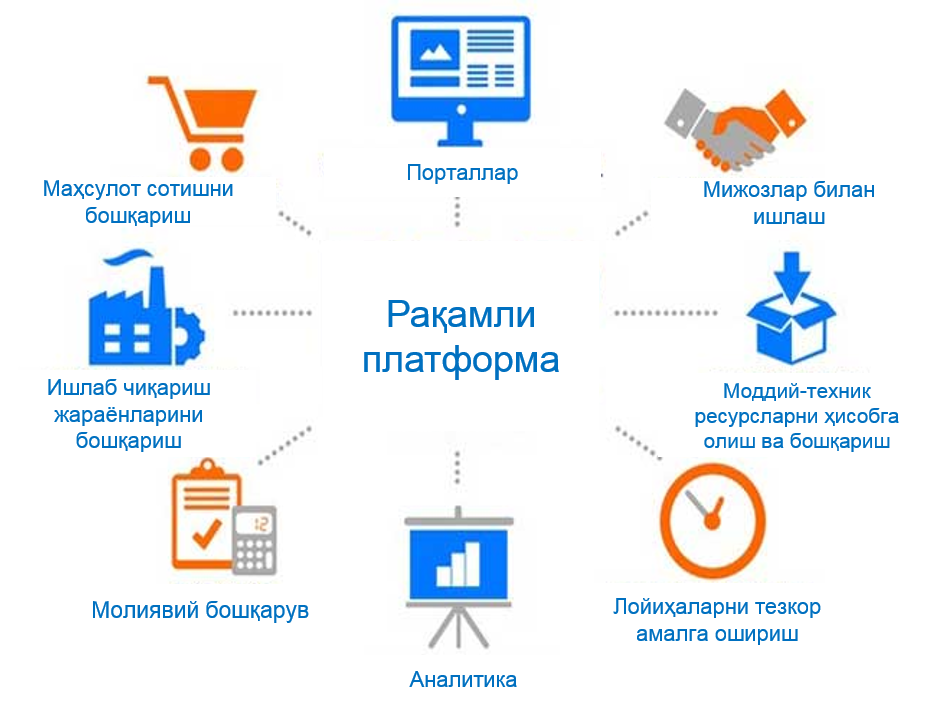 Порталлар
Маҳсулот сотишни
бошқариш
Мижозлар билан
ишлаш
Рақамли
платформа
Ишлаб чиқариш
жараёнларини
бошқариш
Моддий-техник
ресурсларни ҳисобга
олиш ва бошқариш
12
Молиявий бошқарув
Лойиҳаларни тезкор
амалга ошириш
Аналитика